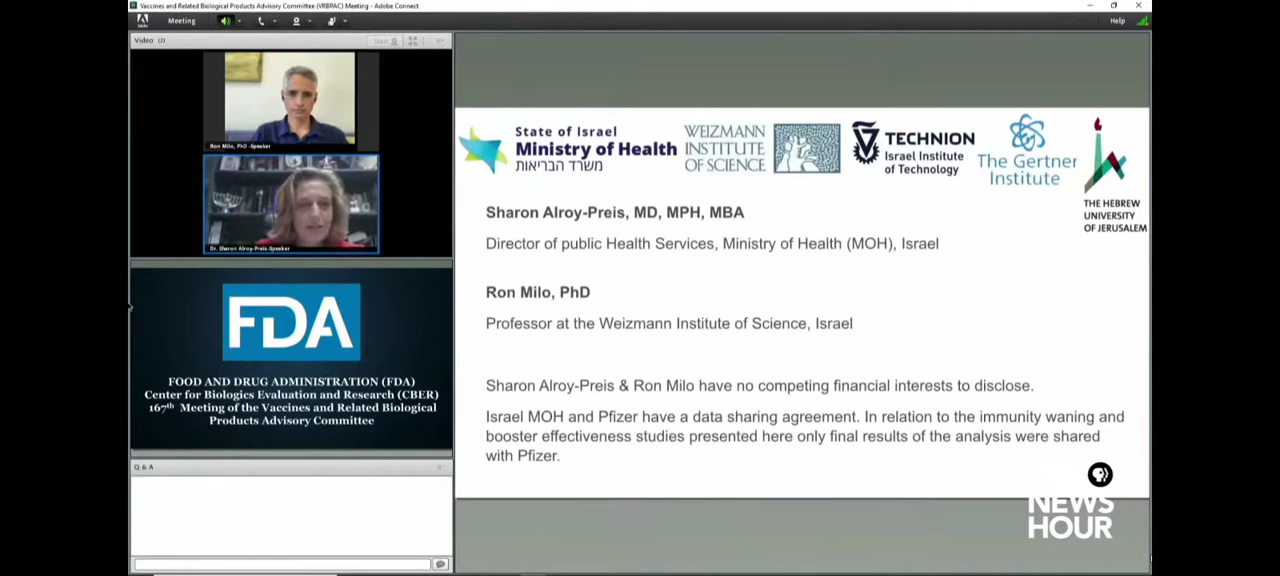 Vaccines and Related Biological Products Advisory Committee (VRBPAC) Meeting - Adobe Connect
Meeting
Help
Video (2)
Start
Ron Milo, PhD -Speaker
Dr. Sharon Alroy-Preis-Speaker
FDA
FOOD AND DRUG ADMINISTRATION (FDA)
Center for Biologics Evaluation and Research (CBER)
167th Meeting of the Vaccines and Related Biological
Products Advisory Committee
Q & A
State of Israel
Ministry of Health
משרד הבריאות
WEIZMANN
INSTITUTE
OF SCIENCE
TECHNION
Israel Institute
of Technology
The Gertner
Institute
THE HEBREW
UNIVERSITY
OF JERUSALEM
Sharon Alroy-Preis, MD, MPH, MBA
Director of public Health Services, Ministry of Health (MOH), Israel
Ron Milo, PhD
Professor at the Weizmann Institute of Science, Israel
Sharon Alroy-Preis & Ron Milo have no competing financial interests to disclose.
Israel MOH and Pfizer have a data sharing agreement. In relation to the immunity waning and
booster effectiveness studies presented here only final results of the analysis were shared
with Pfizer.
NEWS
HOUR